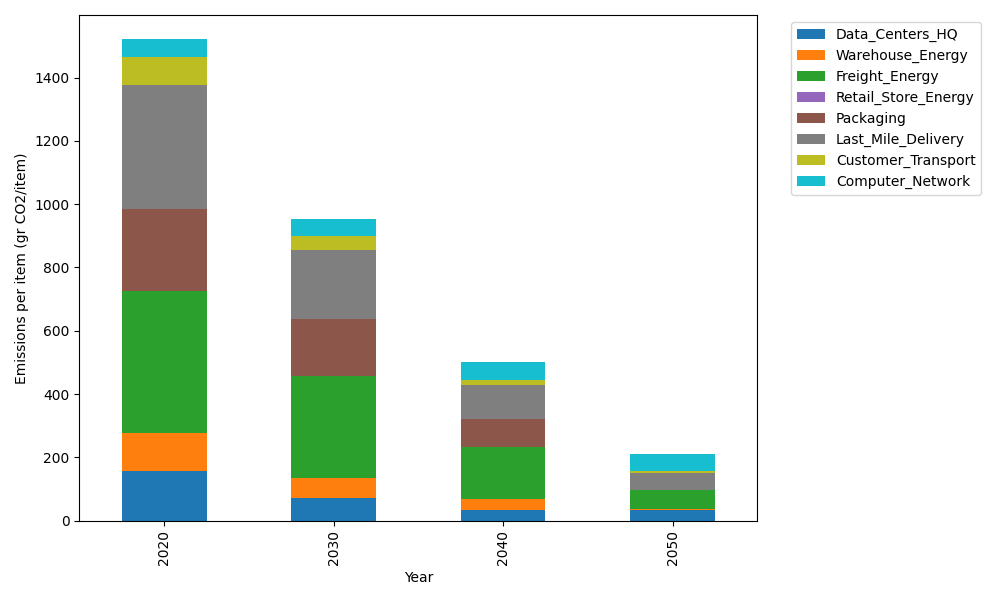 Data_Centers_HQ
Warehouse_Energy
Freight_Energy
Retail_Store_Energy
Packaging
Last_Mile_Delivery
Customer_Transport
Computer_Network
Emissions per item (gr CO2/item)
1400
1200
1000
800
600
400
200
0
2020
2030
2040
2050
Year